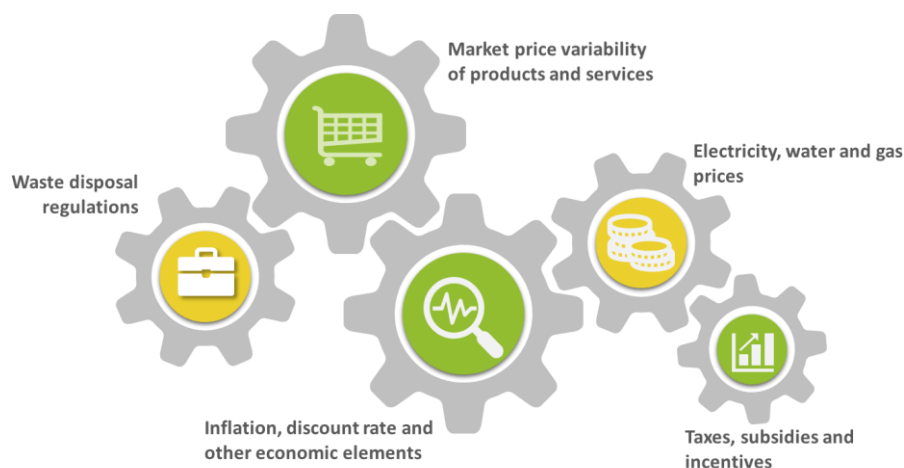 Market price variability
of products and services
Electricity, water and gas
prices
Waste disposal
regulations
Inflation, discount rate and
other economic elements
Taxes, subsidies and
incentives